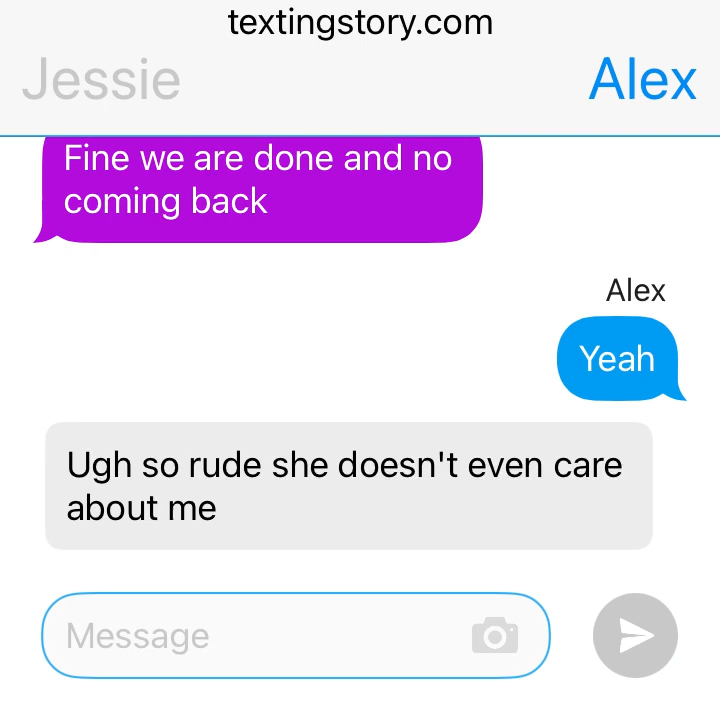 textingstory.com
Jessie Alex
Fine we are done and no
coming back
Alex
Yeah
Ugh so rude she doesn't even care
about me
Message